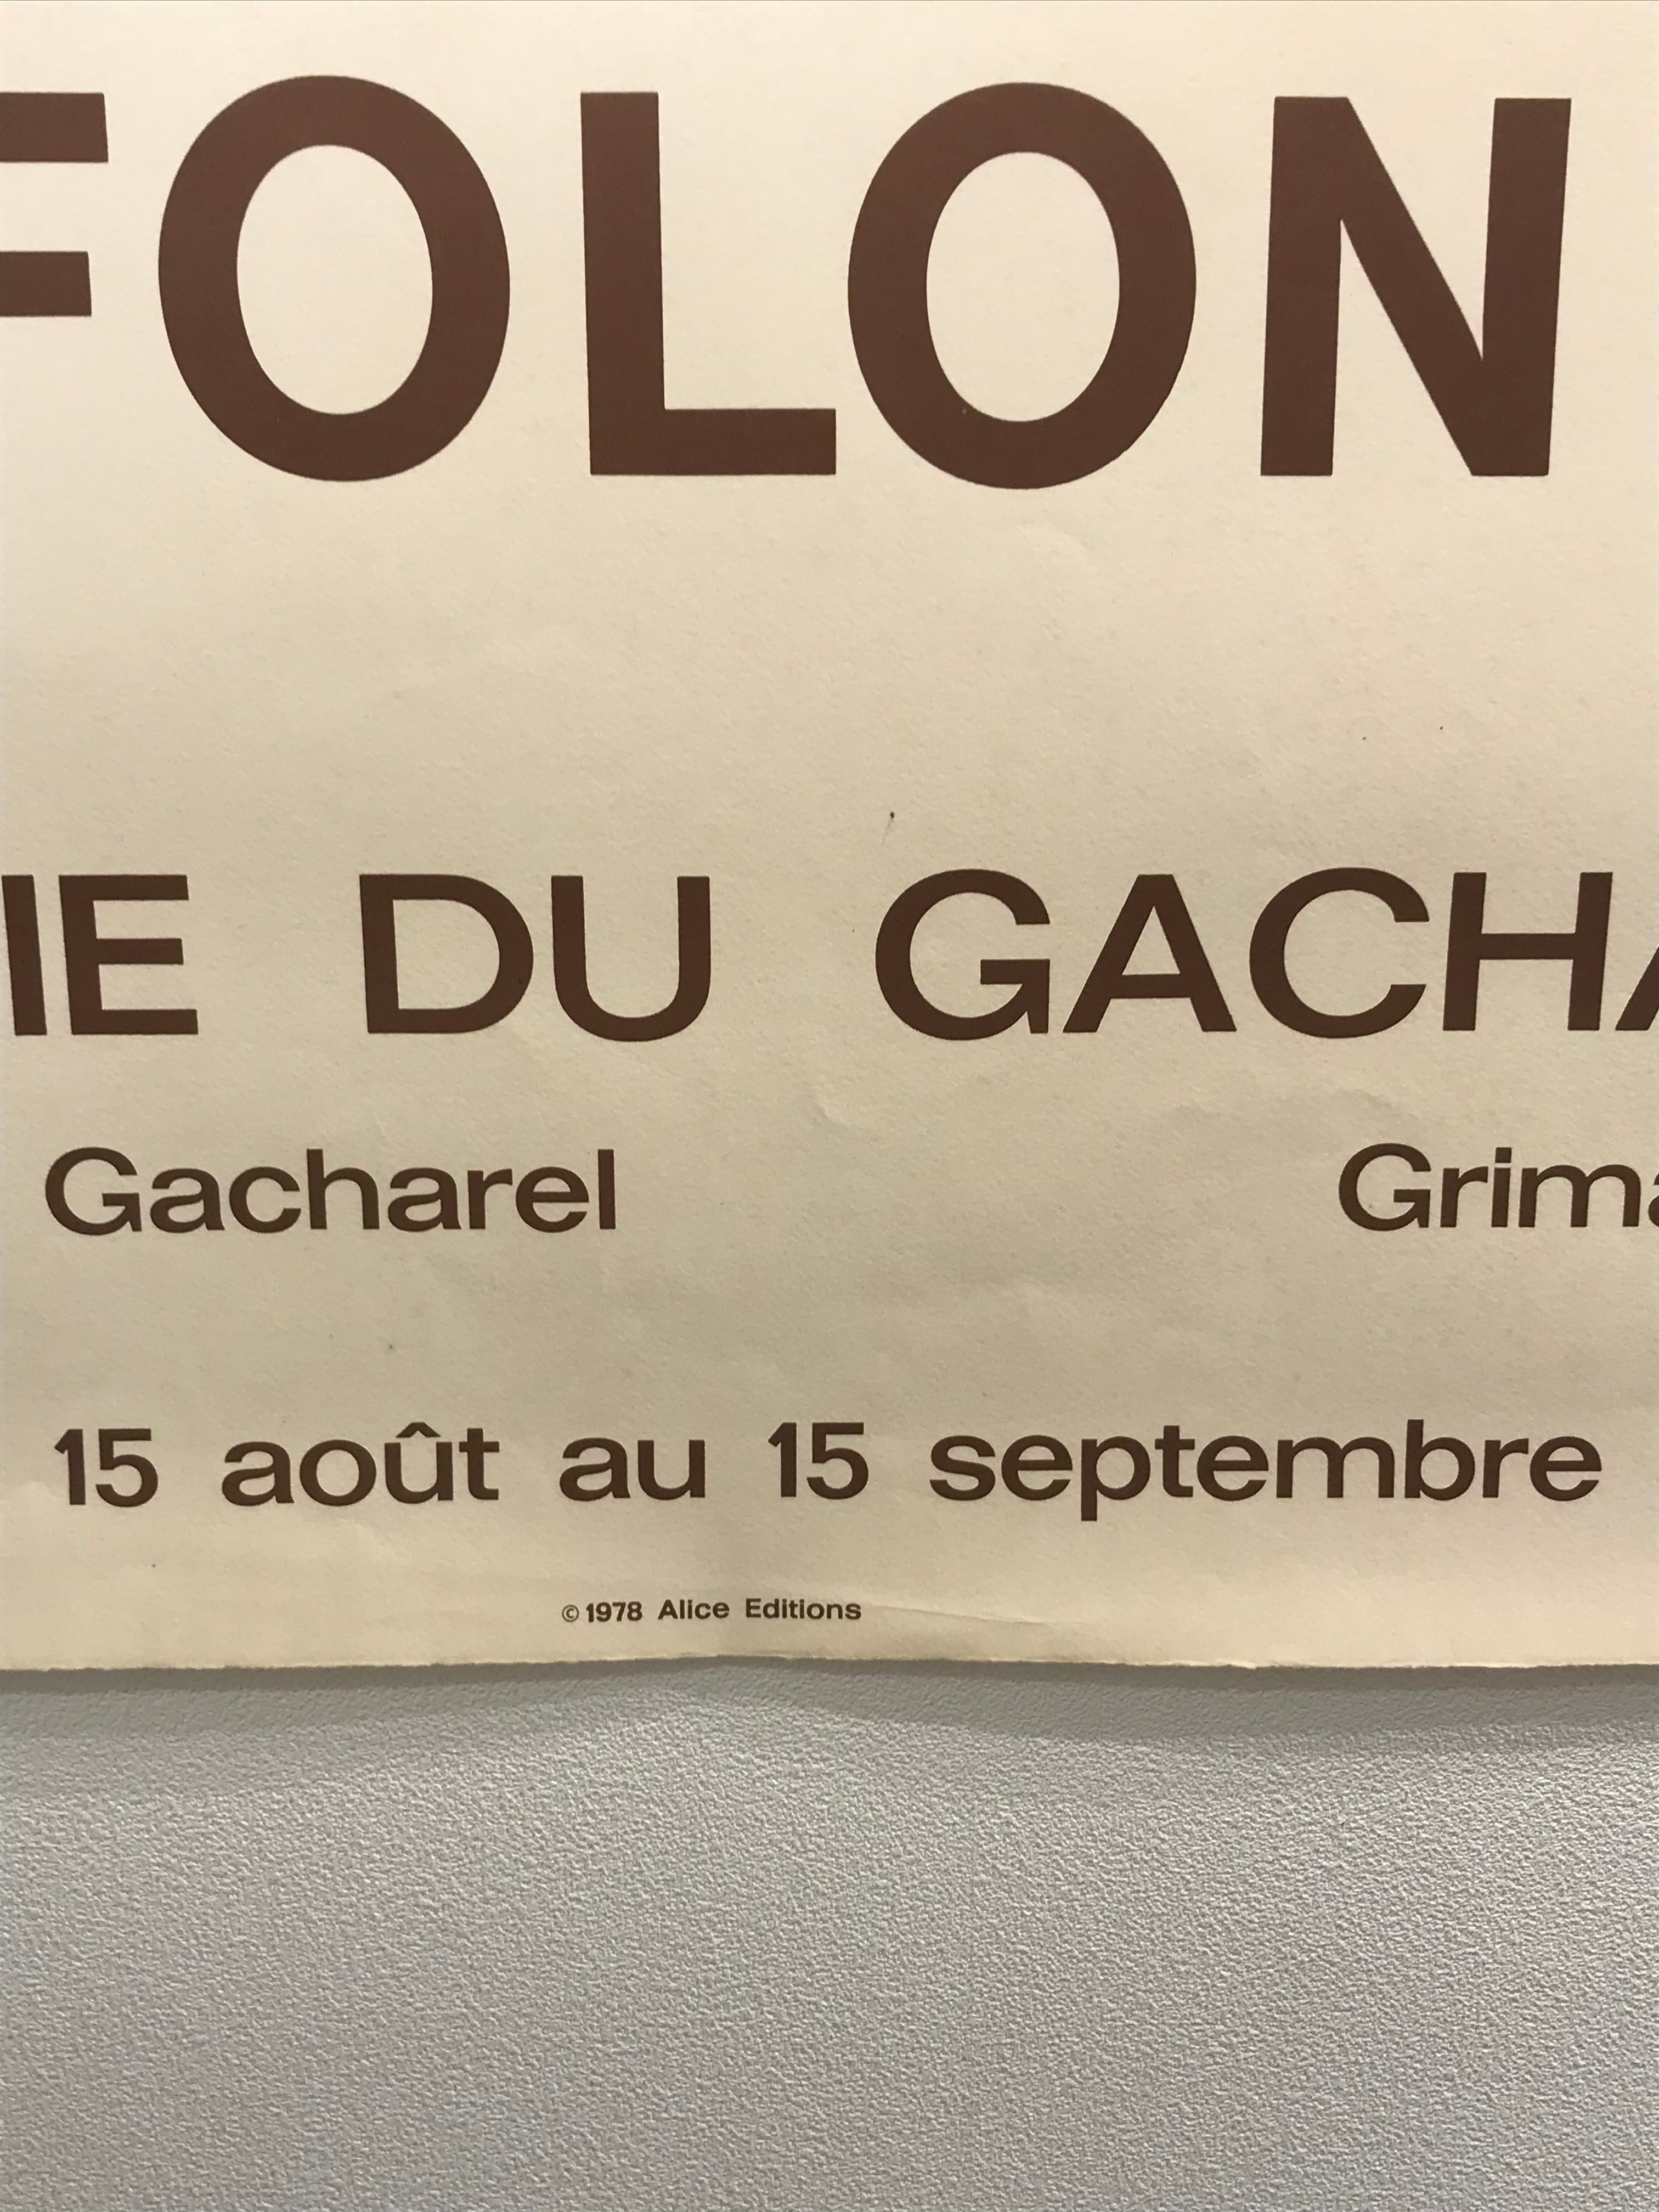 FOLON
IE DU GACHA
Gacharel Grima
15 août au 15 septembre
© 1978 Alice Editions